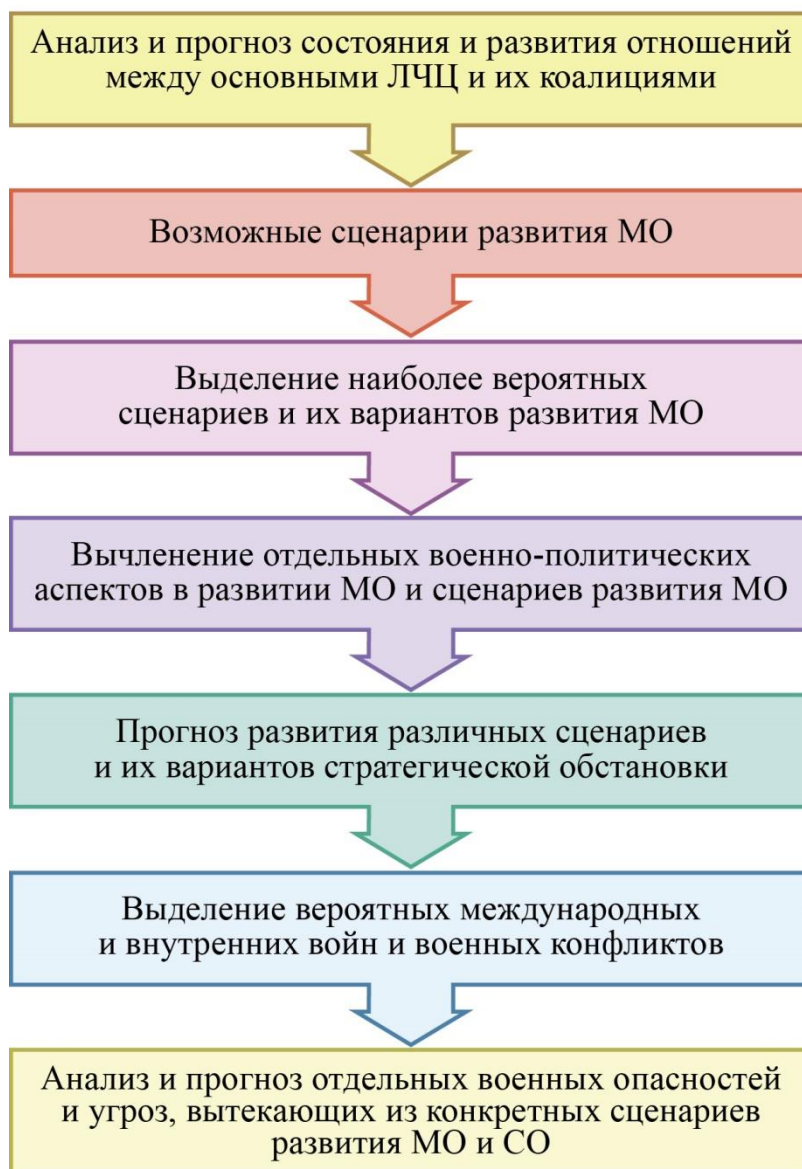 Анализ и прогноз состояния и развития отношений
между основными ЛЧЦ и их коалициями
Возможные сценарии развития МО
Выделение наиболее вероятных
сценариев и их вариантов развития МО
Вычленение отдельных военно-политических
аспектов в развитии МО и сценариев развития МО
Прогноз развития различных сценариев
и их вариантов стратегической обстановки
Выделение вероятных международных
и внутренних войн и военных конфликтов
Анализ и прогноз отдельных военных опасностей
и угроз, вытекающих из конкретных сценариев
развития МО и СО